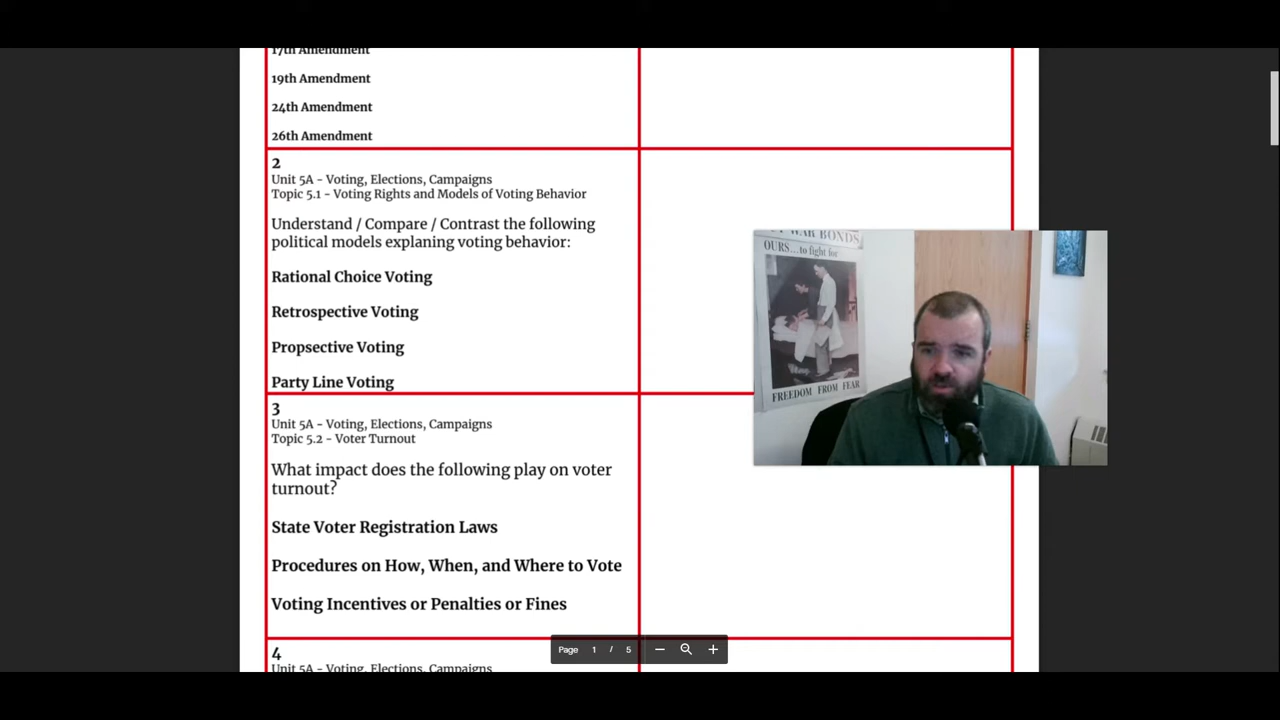 17th Amendment
19th Amendment
24th Amendment
26th Amendment
2
Unit 5A - Voting, Elections, Campaigns
Topic 5.1 - Voting Rights and Models of Voting Behavior
Understand / Compare / Contrast the following
political models explaning voting behavior:
Rational Choice Voting
Retrospective Voting
Propsective Voting
Party Line Voting
3
Unit 5A - Voting, Elections, Campaigns
Topic 5.2 - Voter Turnout
What impact does the following play on voter
turnout?
State Voter Registration Laws
Procedures on How, When, and Where to Vote
Voting Incentives or Penalties or Fines
4
Unit 5A - Voting, Elections, Campaigns
WAR BONDS
OURS...to fight for
FREEDOM FROM FEAR
Page 1 / 5